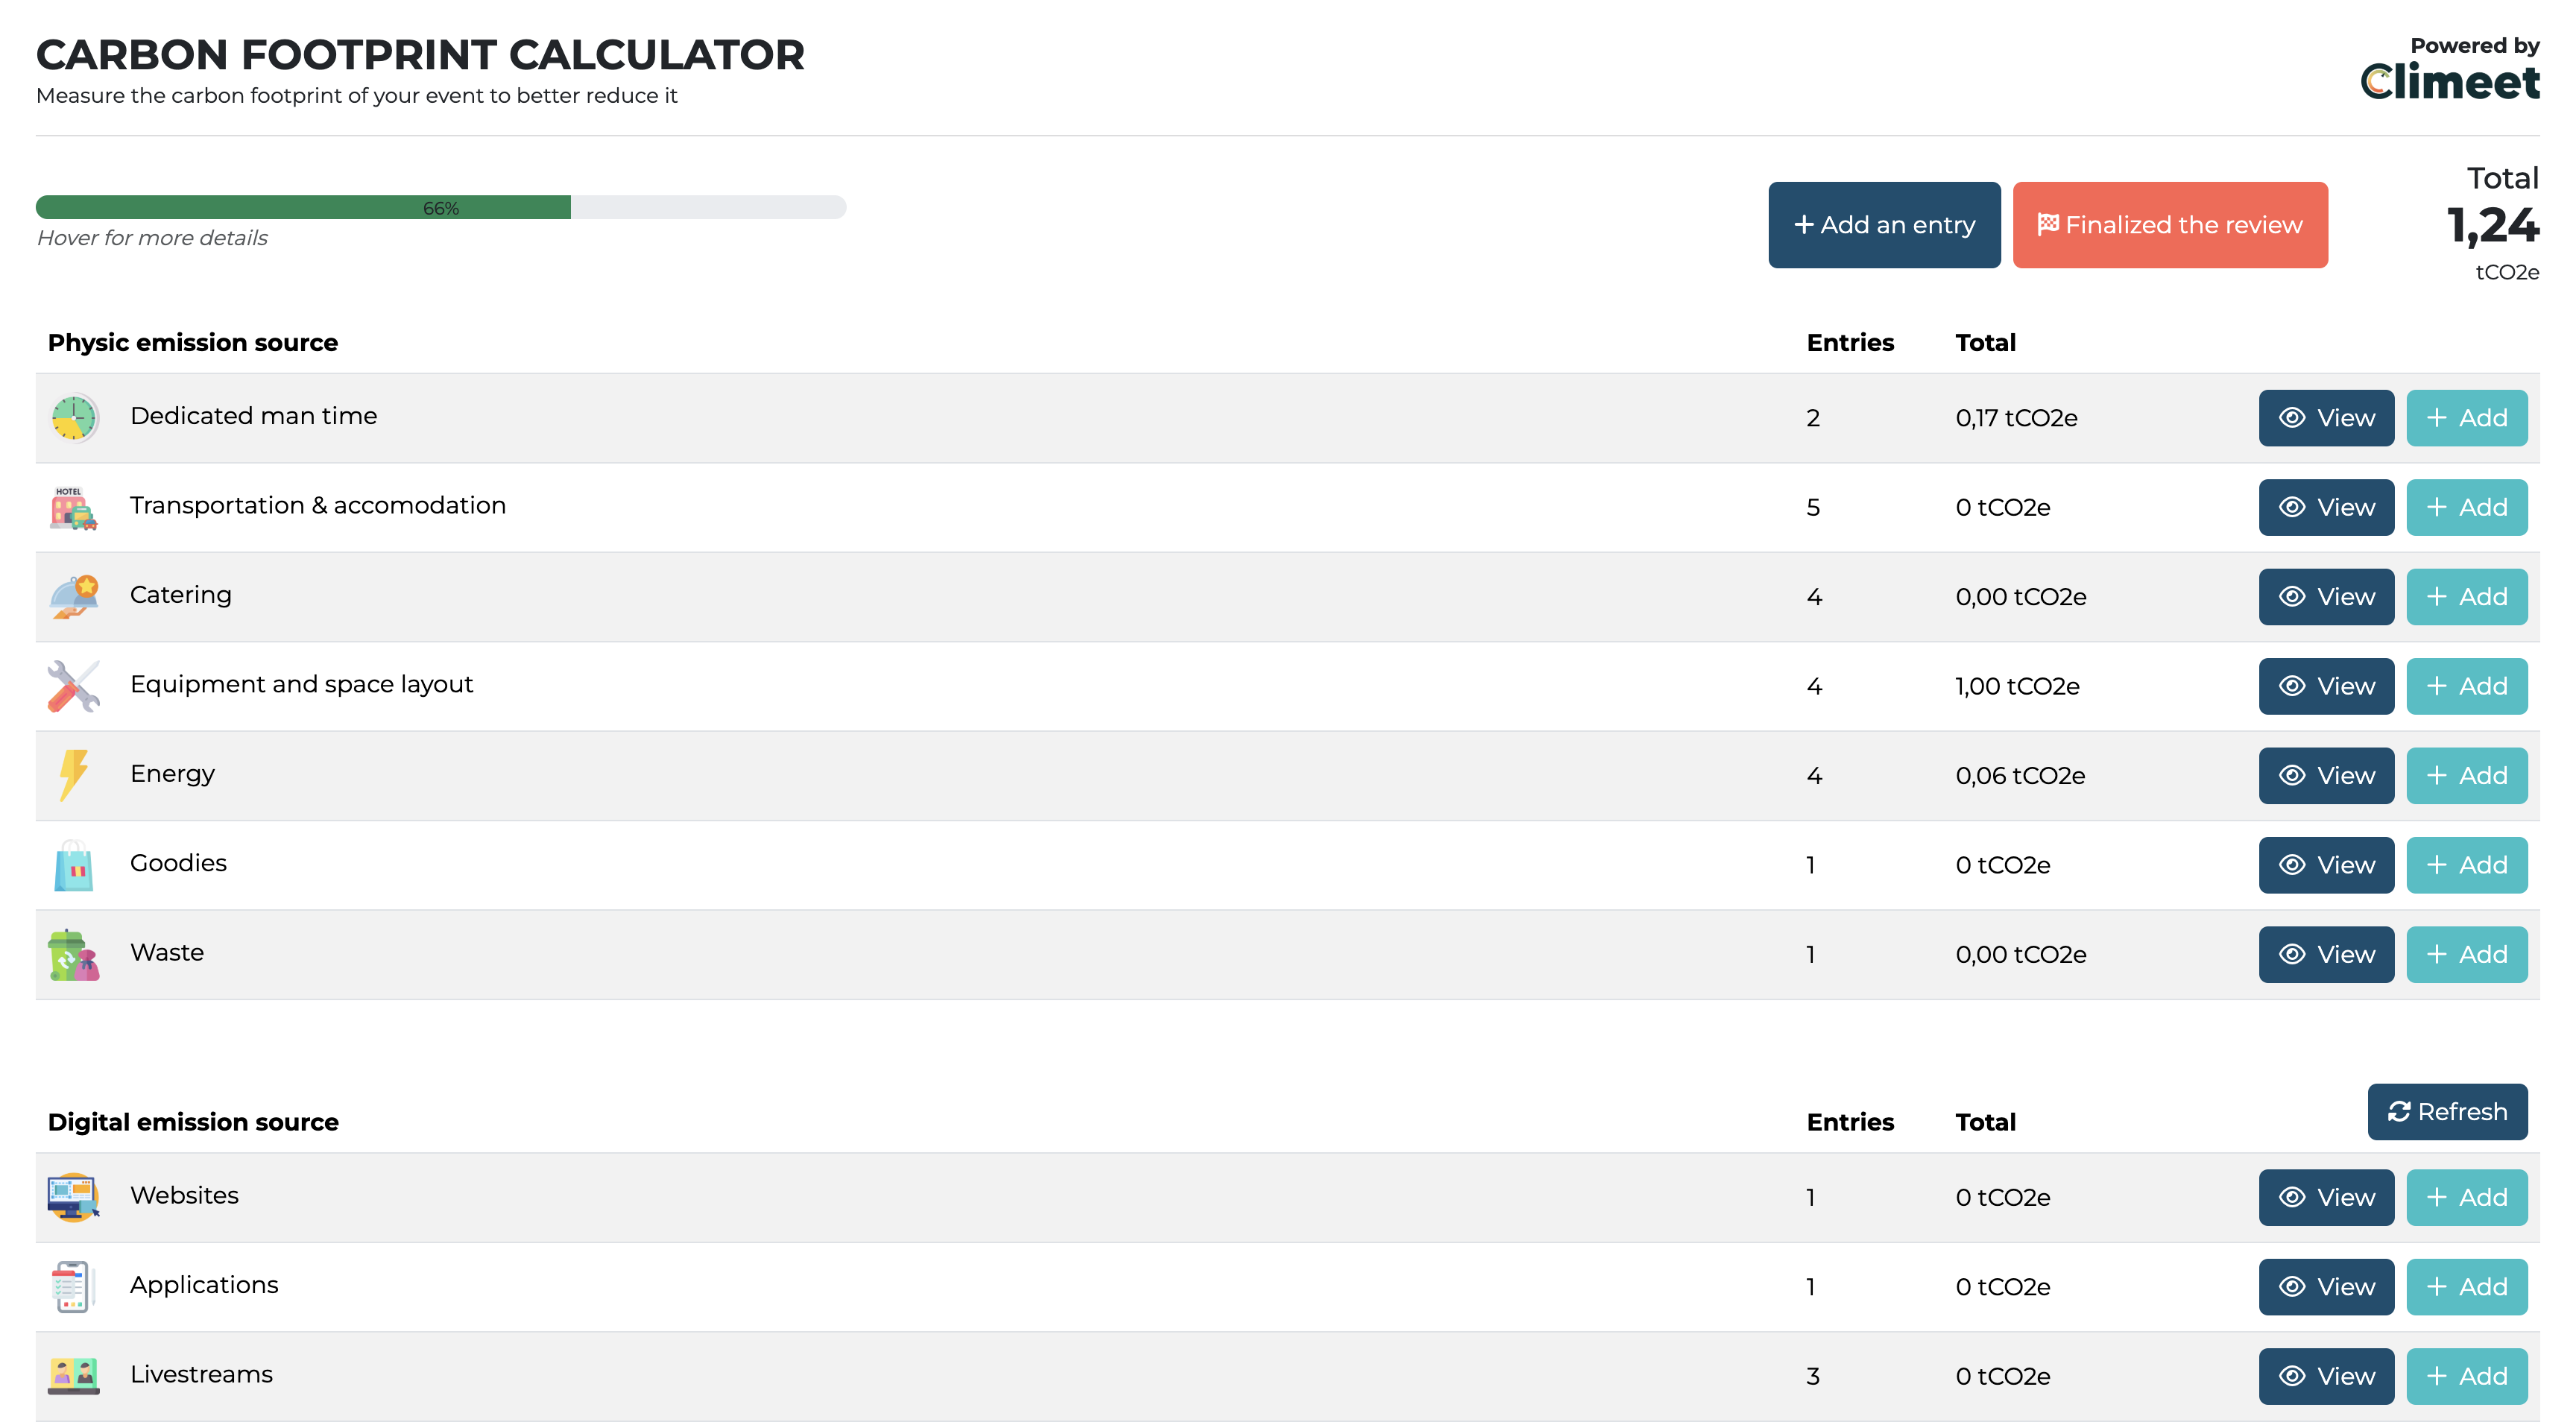 CARBON FOOTPRINT CALCULATOR
Measure the carbon footprint of your event to better reduce it
Powered by
Climeet
66%
Hover for more details
Add an entry
Finalized the review
Total
1,24
tCO2e
Physic emission source Entries Total
Dedicated man time 2 0,17 tCO2e View Add
HOTEL
Transportation & accomodation 5 0 tCO2e View Add
Catering 4 0,00 tCO2e View Add
Equipment and space layout 4 1,00 tCO2e View Add
Energy 4 0,06 tCO2e View Add
Goodies 1 0 tCO2e View Add
Waste 1 0,00 tCO2e View Add
Digital emission source Entries Total Refresh
Websites 1 0 tCO2e View Add
Applications 1 0 tCO2e View Add
Livestreams 3 0 tCO2e View Add